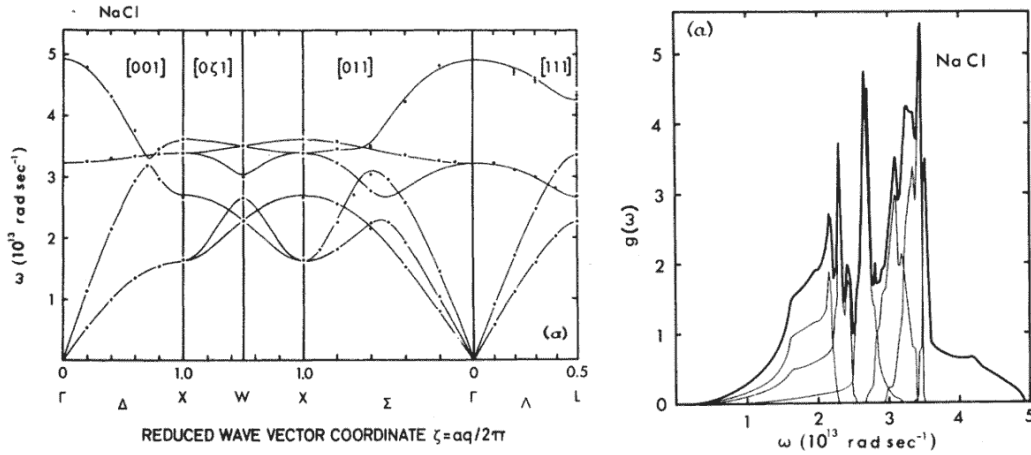 NaCl
[001] [0ζ1] [011] [111]
5
4
3
2
1
ω (10¹³ rad sec⁻¹)
(a)
0 1.0 1.0 0 0.5
Γ Δ X W X Σ Γ Λ L
REDUCED WAVE VECTOR COORDINATE ζ=aq/2π
(a)
NaCl
5
4
3
2
1
0
g(ω)
1 2 3 4 5
ω (10¹³ rad sec⁻¹)